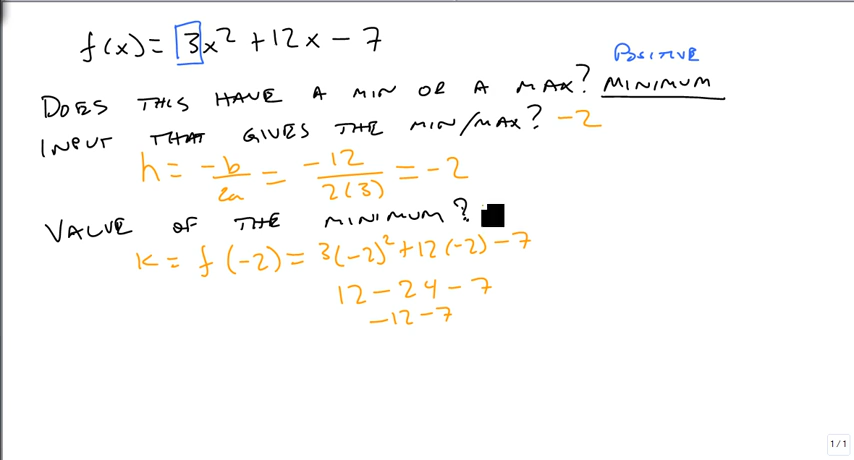 f(x) = 3x² + 12x - 7
Positive
DOES THIS HAVE A MIN OR A MAX? MINIMUM
INPUT THAT GIVES THE MIN/MAX? -2
h = -b/2a = -12/2(3) = -2
VALUE OF THE MINIMUM?
K = f(-2) = 3(-2)² + 12(-2) - 7
12 - 24 - 7
-12 - 7
1/1